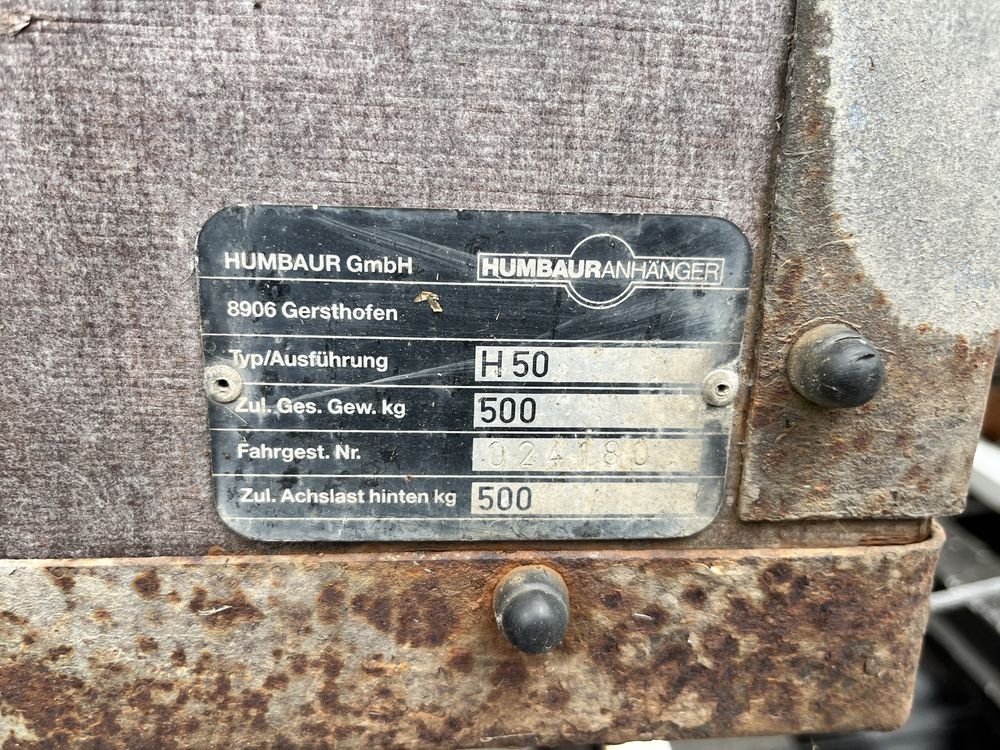 HUMBAUR GmbH
HUMBAURANHÄNGER
8906 Gersthofen
Typ/Ausführung H 50
Zul. Ges. Gew. kg 500
Fahrgest. Nr. 024180
Zul. Achslast hinten kg 500